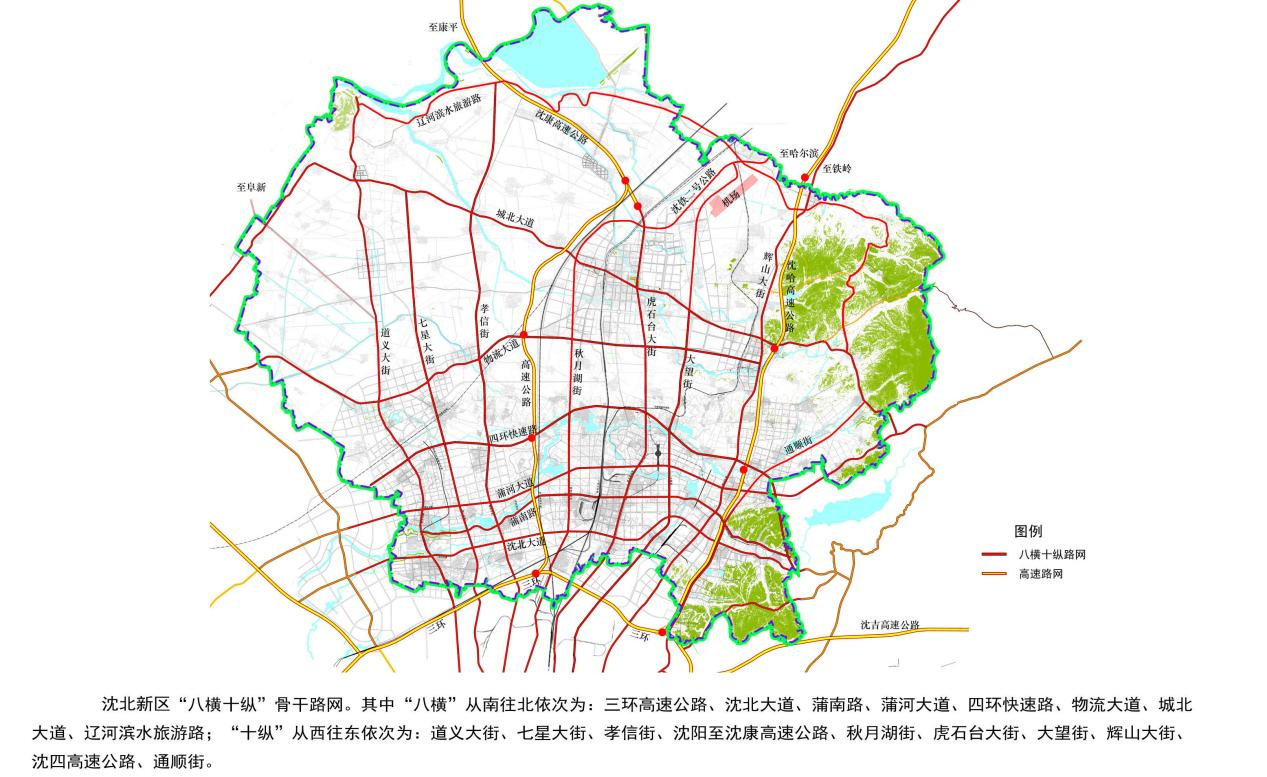 至康平
辽河滨水旅游路
沈康高速公路
至哈尔滨
至铁岭
至阜新
沈铁二号公路
机场
城北大道
辉山大街
沈哈高速公路
虎石台大街
孝信街
七星大街
道义大街
物流大道
高速公路
秋月湖街
大望街
四环快速路
通顺街
蒲河大道
蒲南路
沈北大道
三环
三环
三环
沈吉高速公路
图例
八横十纵路网
高速路网
沈北新区“八横十纵”骨干路网。其中“八横”从南往北依次为：三环高速公路、沈北大道、蒲南路、蒲河大道、四环快速路、物流大道、城北
大道、辽河滨水旅游路；“十纵”从西往东依次为：道义大街、七星大街、孝信街、沈阳至沈康高速公路、秋月湖街、虎石台大街、大望街、辉山大街、
沈四高速公路、通顺街。